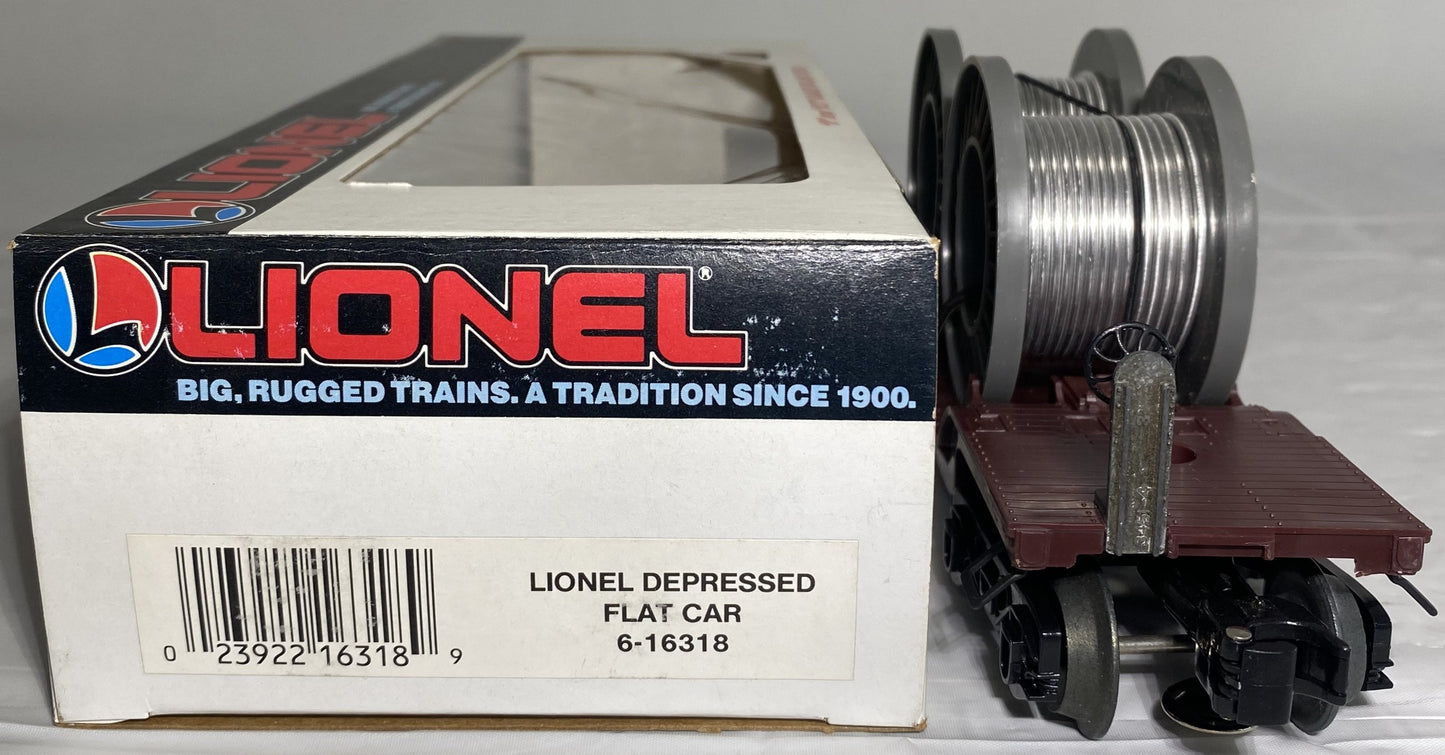 LIONEL
LIONEL®
BIG, RUGGED TRAINS. A TRADITION SINCE 1900.
LIONEL DEPRESSED
FLAT CAR
6-16318
0 23922 16318 9